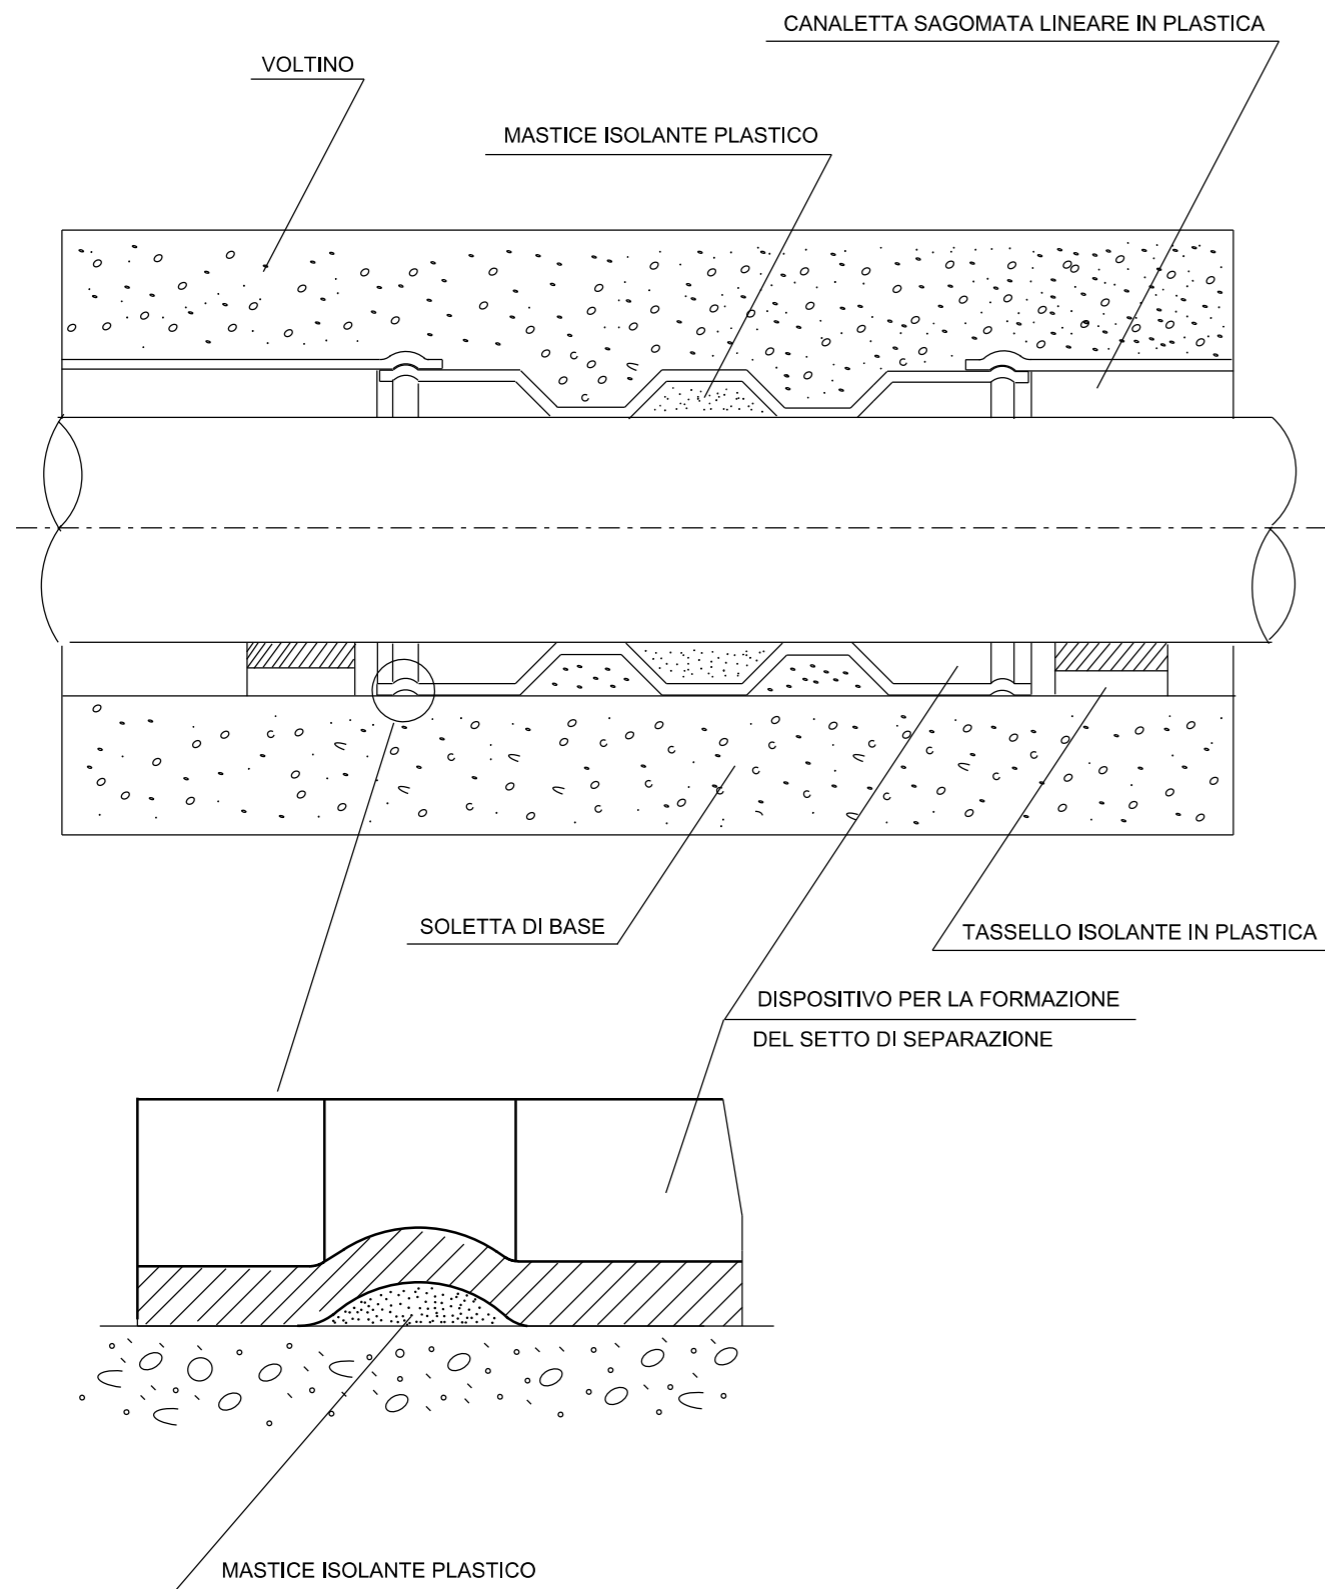 CANALETTA SAGOMATA LINEARE IN PLASTICA
VOLTINO
MASTICE ISOLANTE PLASTICO
SOLETTA DI BASE
TASSELLO ISOLANTE IN PLASTICA
DISPOSITIVO PER LA FORMAZIONE
DEL SETTO DI SEPARAZIONE
MASTICE ISOLANTE PLASTICO